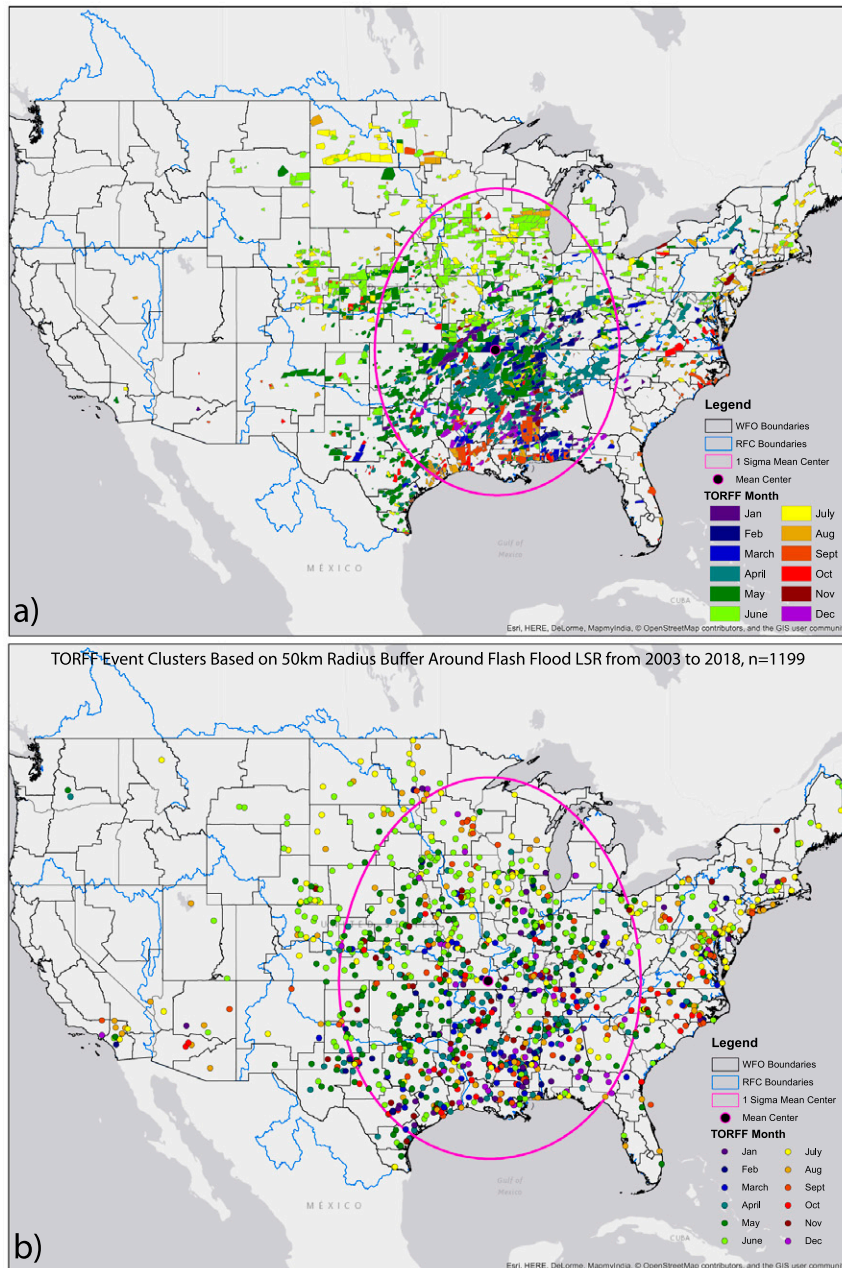 Gulf of
Mexico
MÉXICO
CUBA
Legend
WFO Boundaries
RFC Boundaries
1 Sigma Mean Center
Mean Center
TORFF Month
Jan July
Feb Aug
March Sept
April Oct
May Nov
June Dec
a)
Esri, HERE, DeLorme, MapmyIndia, © OpenStreetMap contributors, and the GIS user communi
TORFF Event Clusters Based on 50km Radius Buffer Around Flash Flood LSR from 2003 to 2018, n=1199
Gulf of
Mexico
MÉXICO
CUBA
Legend
WFO Boundaries
RFC Boundaries
1 Sigma Mean Center
Mean Center
TORFF Month
Jan July
Feb Aug
March Sept
April Oct
May Nov
June Dec
b)
Esri, HERE, DeLorme, MapmyIndia, © OpenStreetMap contributors, and the GIS user communi